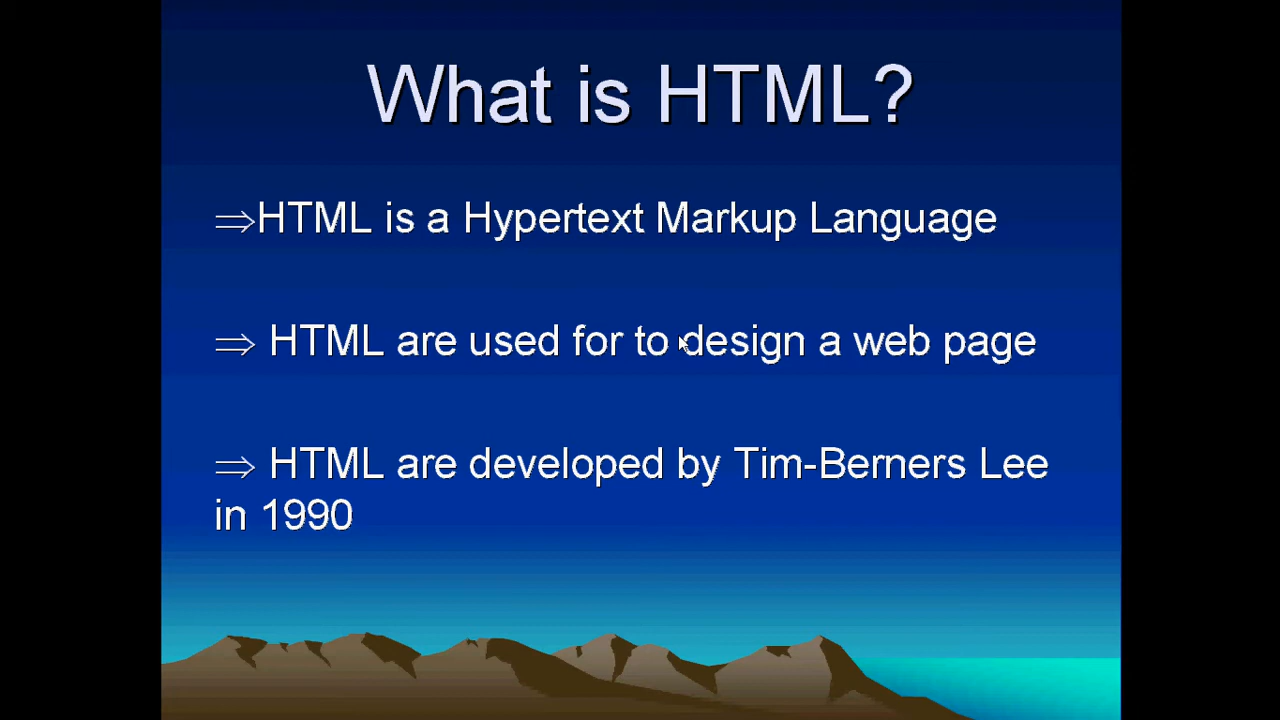 What is HTML?
⇒HTML is a Hypertext Markup Language
⇒ HTML are used for to design a web page
⇒ HTML are developed by Tim-Berners Lee
in 1990